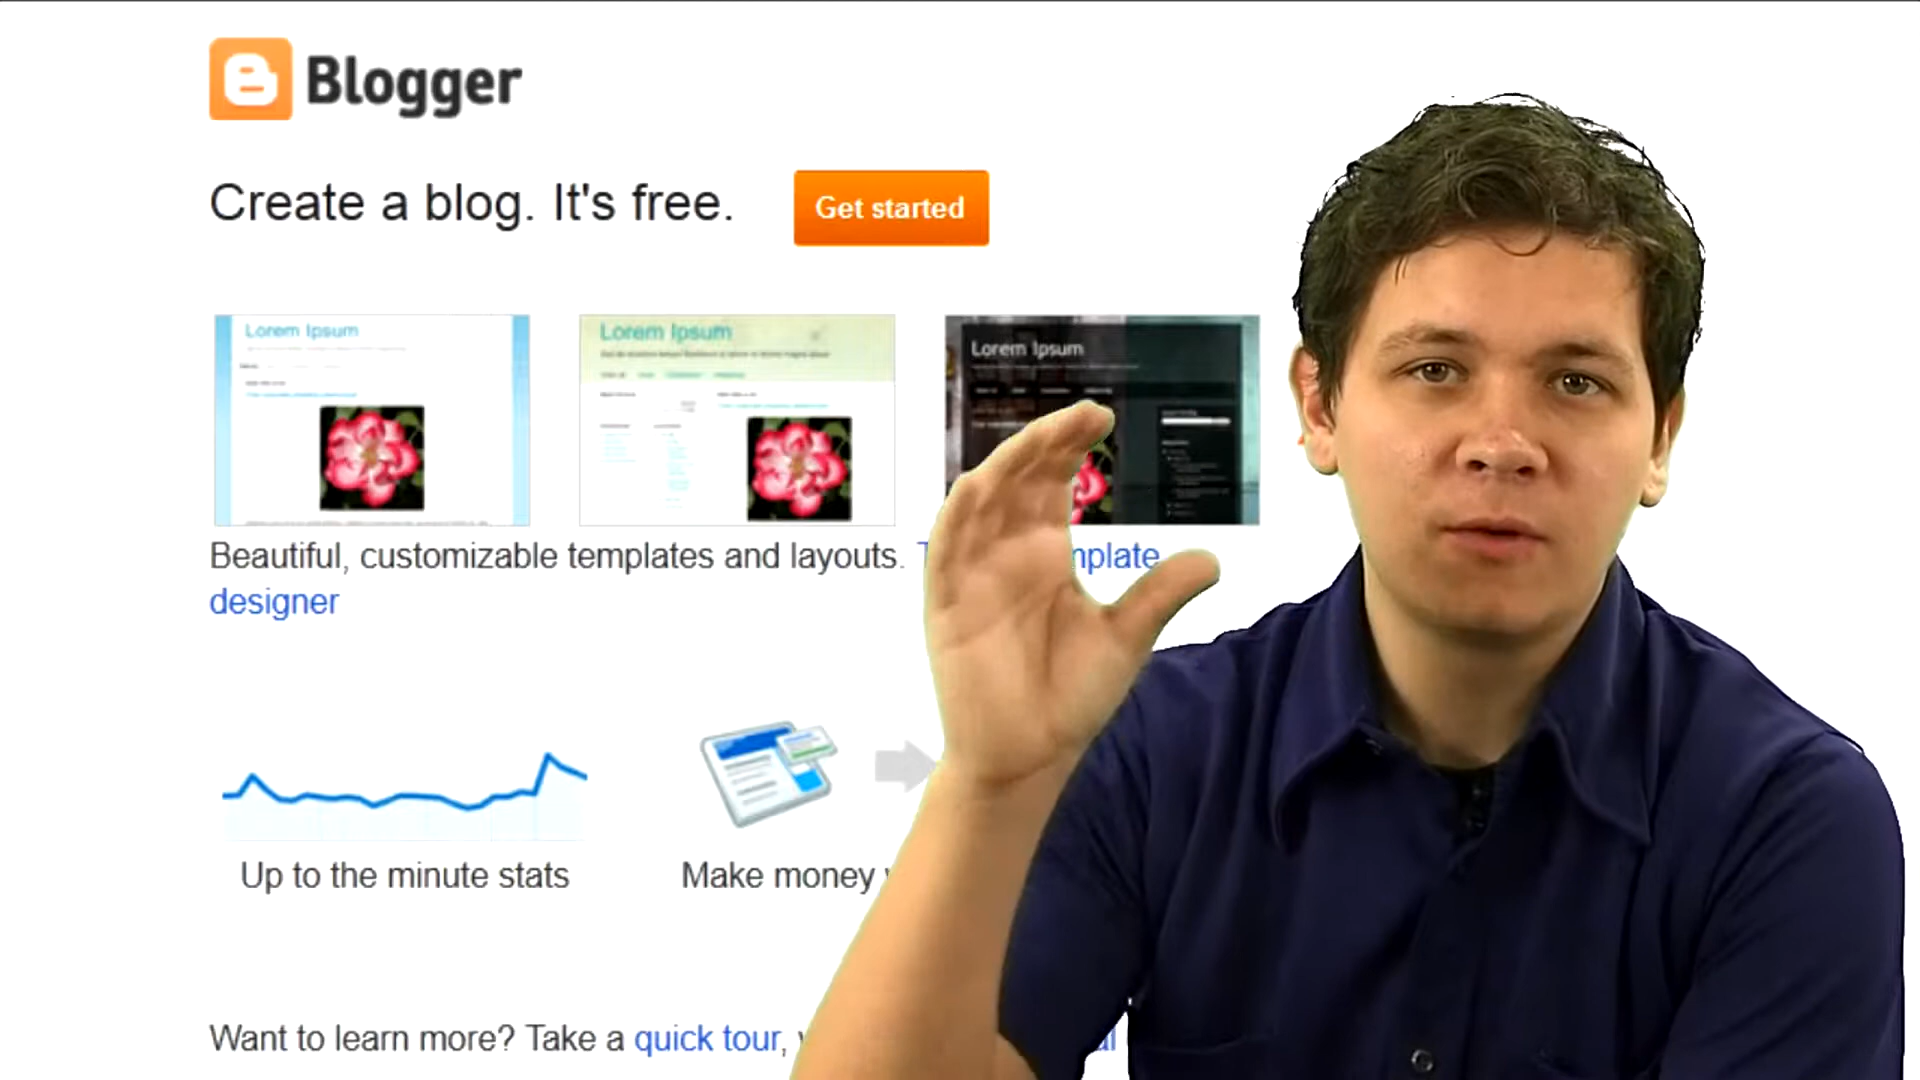 Blogger
Create a blog. It's free.
Get started
Lorem Ipsum
Lorem Ipsum
Lorem Ipsum
Beautiful, customizable templates and layouts.
designer
Up to the minute stats
Make money
Want to learn more? Take a quick tour,